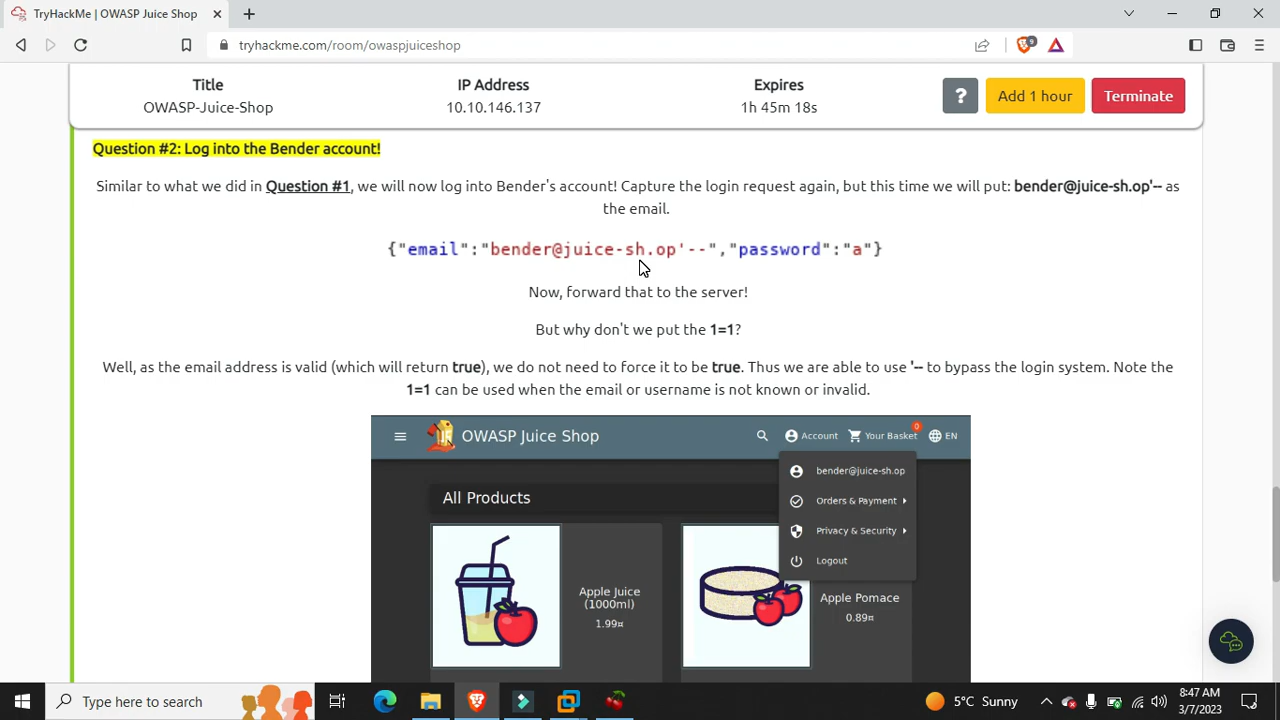 TryHackMe | OWASP Juice Shop
tryhackme.com/room/owaspjuiceshop
9
Title
IP Address
Expires
OWASP-Juice-Shop
10.10.146.137
1h 45m 18s
?
Add 1 hour
Terminate
Question #2: Log into the Bender account!
Similar to what we did in Question #1, we will now log into Bender's account! Capture the login request again, but this time we will put: bender@juice-sh.op'-- as
the email.
{"email":"bender@juice-sh.op'--","password":"a"}
Now, forward that to the server!
But why don't we put the 1=1?
Well, as the email address is valid (which will return true), we do not need to force it to be true. Thus we are able to use '-- to bypass the login system. Note the
1=1 can be used when the email or username is not known or invalid.
OWASP Juice Shop
Account
Your Basket
0
EN
bender@juice-sh.op
Orders & Payment
Privacy & Security
Logout
All Products
Apple Juice
(1000ml)
1.99¤
Apple Pomace
0.89¤
Type here to search
5°C Sunny
8:47 AM
3/7/2023